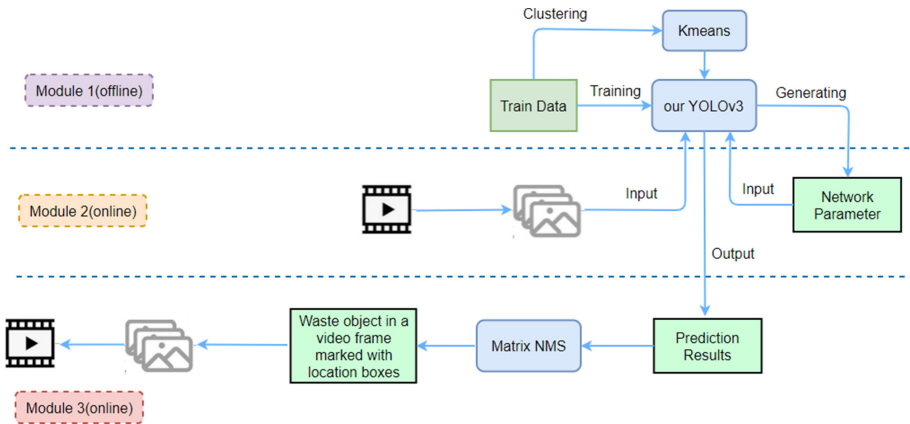 Clustering
Kmeans
Module 1(offline)
Train Data
Training
our YOLOv3
Generating
Module 2(online)
Input
Input
Network
Parameter
Output
Waste object in a
video frame
marked with
location boxes
Matrix NMS
Prediction
Results
Module 3(online)